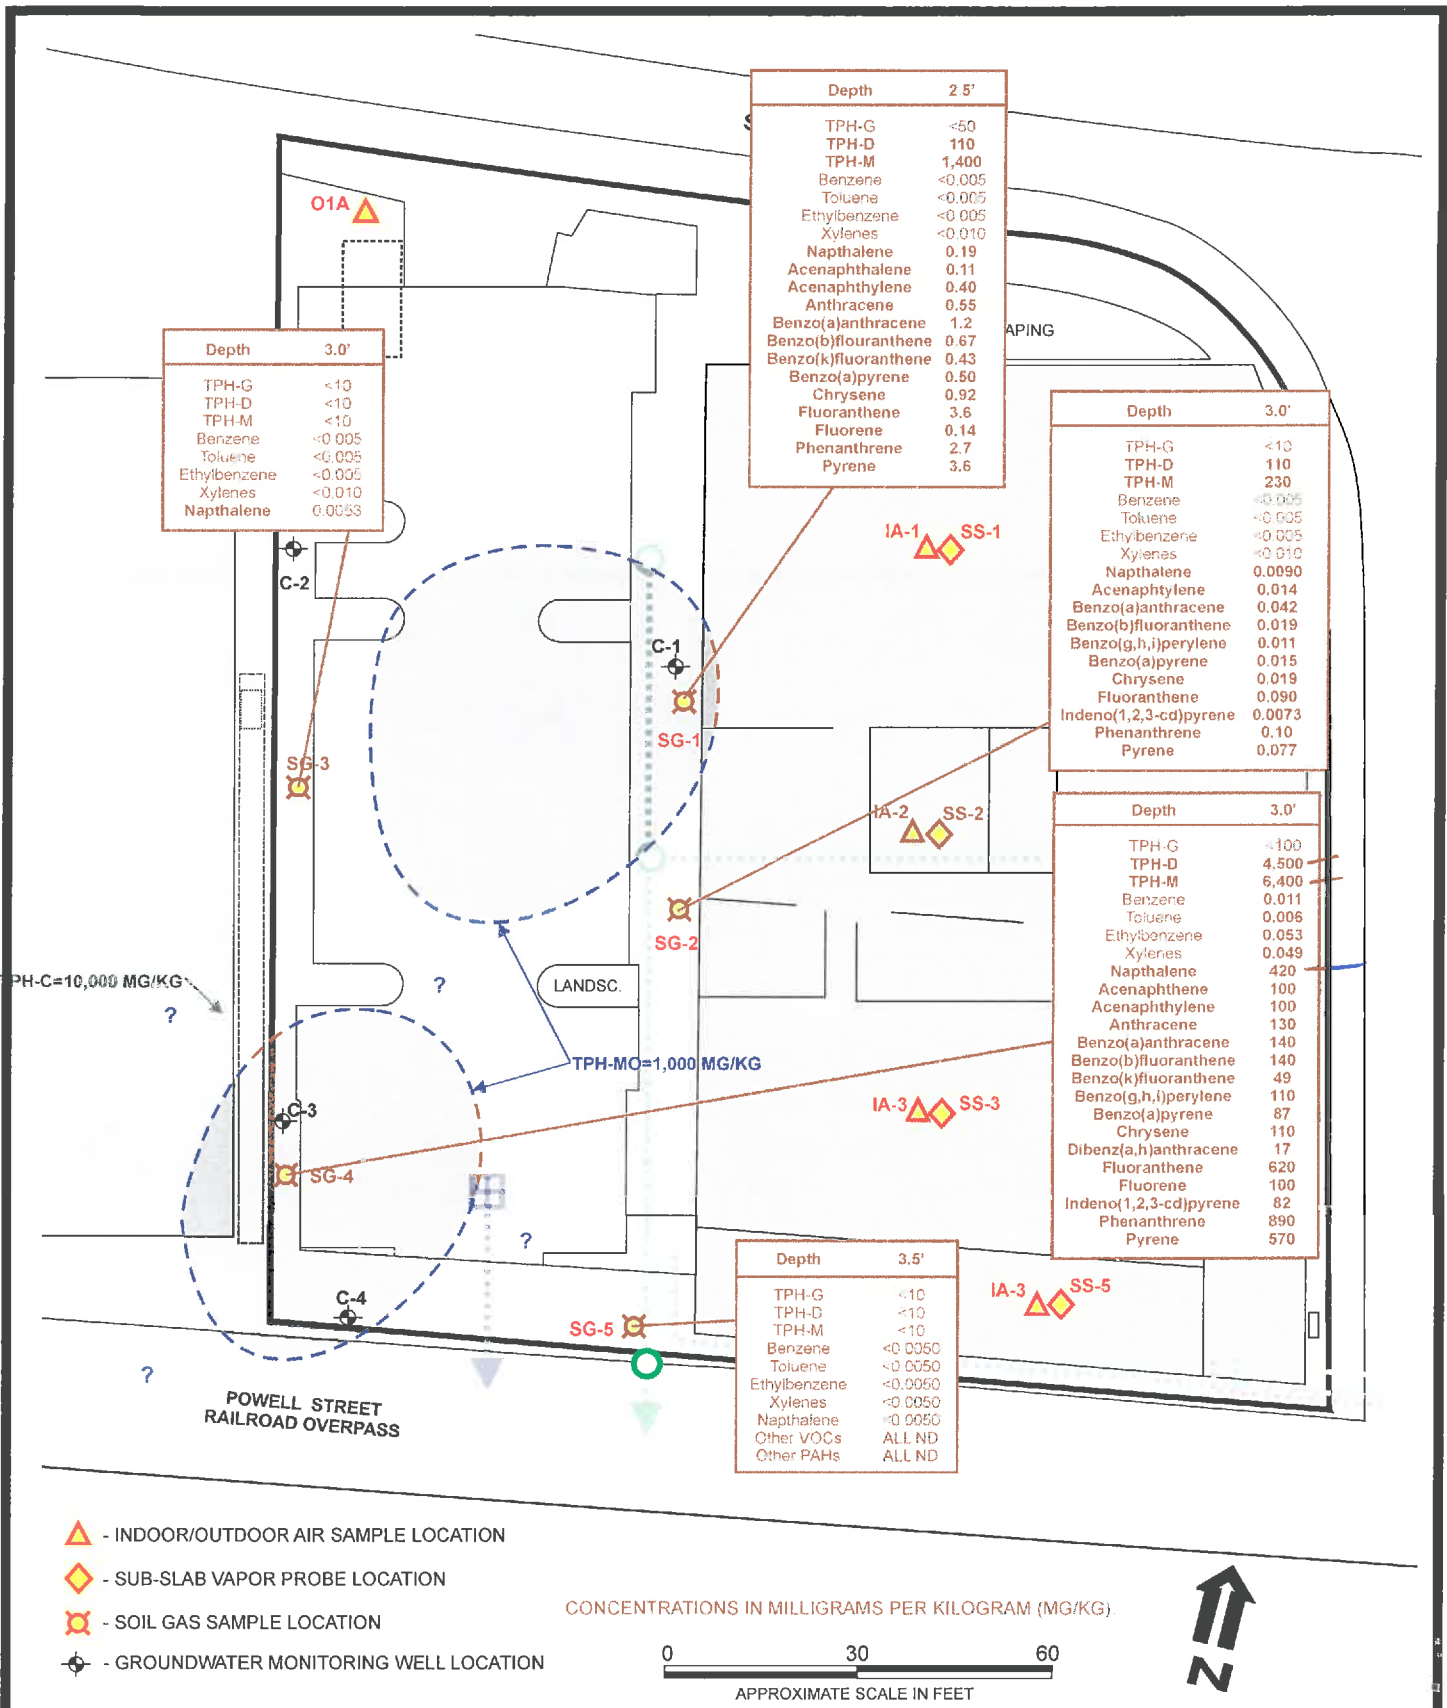 Depth 2.5'
TPH-G <50
TPH-D 110
TPH-M 1,400
Benzene <0.005
Toluene <0.005
Ethylbenzene <0.005
Xylenes <0.010
Napthalene 0.19
Acenaphthalene 0.11
Acenaphthylene 0.40
Anthracene 0.55
Benzo(a)anthracene 1.2
Benzo(b)flouranthene 0.67
Benzo(k)fluoranthene 0.43
Benzo(a)pyrene 0.50
Chrysene 0.92
Fluoranthene 3.6
Fluorene 0.14
Phenanthrene 2.7
Pyrene 3.6
O1A
APING
Depth 3.0'
TPH-G <10
TPH-D <10
TPH-M <10
Benzene <0.005
Toluene <0.005
Ethylbenzene <0.005
Xylenes <0.010
Napthalene 0.0053
Depth 3.0'
TPH-G <10
TPH-D 110
TPH-M 230
Benzene <0.005
Toluene <0.005
Ethylbenzene <0.005
Xylenes <0.010
Napthalene 0.0090
Acenaphtylene 0.014
Benzo(a)anthracene 0.042
Benzo(b)fluoranthene 0.019
Benzo(g,h,i)perylene 0.011
Benzo(a)pyrene 0.015
Chrysene 0.019
Fluoranthene 0.090
Indeno(1,2,3-cd)pyrene 0.0073
Phenanthrene 0.10
Pyrene 0.077
IA-1 SS-1
C-2
C-1
SG-1
SG-3
IA-2 SS-2
SG-2
Depth 3.0'
TPH-G <100
TPH-D 4,500
TPH-M 6,400
Benzene 0.011
Toluene 0.006
Ethylbenzene 0.053
Xylenes 0.049
Napthalene 420
Acenaphthene 100
Acenaphthylene 100
Anthracene 130
Benzo(a)anthracene 140
Benzo(b)fluoranthene 140
Benzo(k)fluoranthene 49
Benzo(g,h,i)perylene 110
Benzo(a)pyrene 87
Chrysene 110
Dibenz(a,h)anthracene 17
Fluoranthene 620
Fluorene 100
Indeno(1,2,3-cd)pyrene 82
Phenanthrene 890
Pyrene 570
PH-C=10,000 MG/KG
?
?
LANDSC.
TPH-MO=1,000 MG/KG
C-3
IA-3 SS-3
SG-4
?
C-4
SG-5
IA-3 SS-5
Depth 3.5'
TPH-G <10
TPH-D <10
TPH-M <10
Benzene <0.0050
Toluene <0.0050
Ethylbenzene <0.0050
Xylenes <0.0050
Napthalene <0.0050
Other VOCs ALL ND
Other PAHs ALL ND
?
POWELL STREET
RAILROAD OVERPASS
- INDOOR/OUTDOOR AIR SAMPLE LOCATION
- SUB-SLAB VAPOR PROBE LOCATION
- SOIL GAS SAMPLE LOCATION
- GROUNDWATER MONITORING WELL LOCATION
CONCENTRATIONS IN MILLIGRAMS PER KILOGRAM (MG/KG)
0 30 60
APPROXIMATE SCALE IN FEET
N